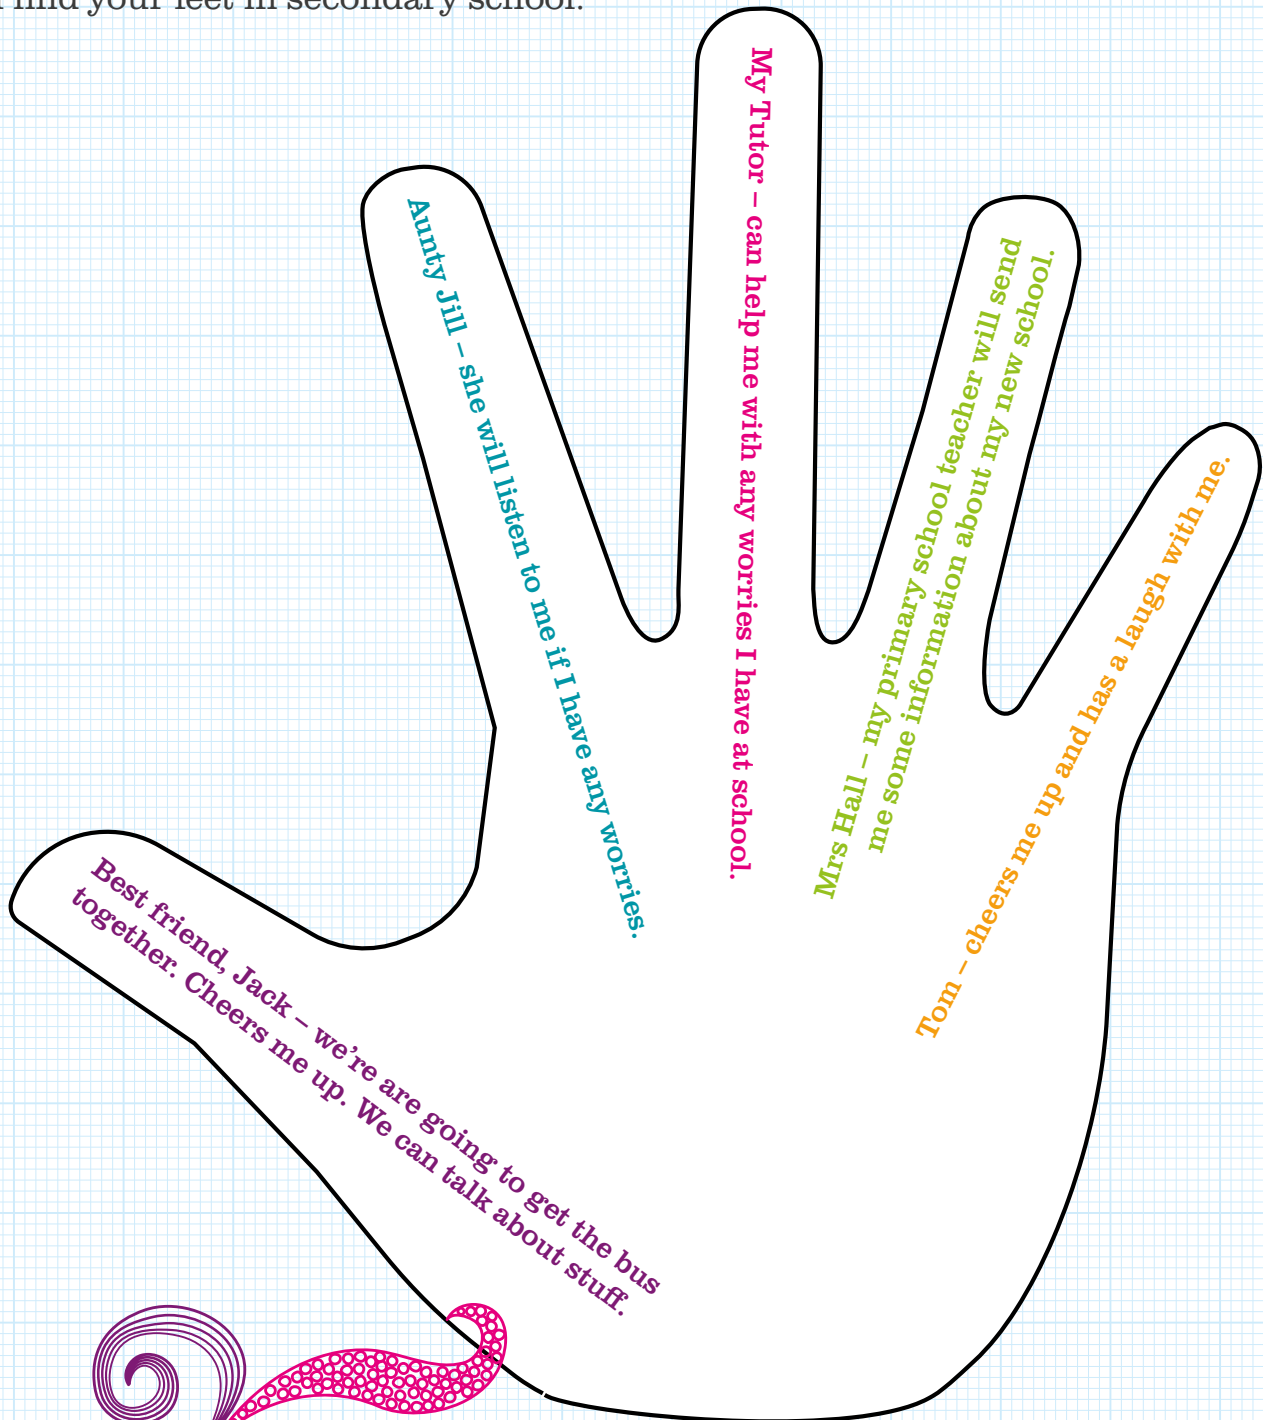 find your feet in secondary school.
My Tutor – can help me with any worries I have at school.
Aunty Jill – she will listen to me if I have any worries.
Mrs Hall – my primary school teacher will send
me some information about my new school.
Tom – cheers me up and has a laugh with me.
Best friend, Jack – we're are going to get the bus
together. Cheers me up. We can talk about stuff.